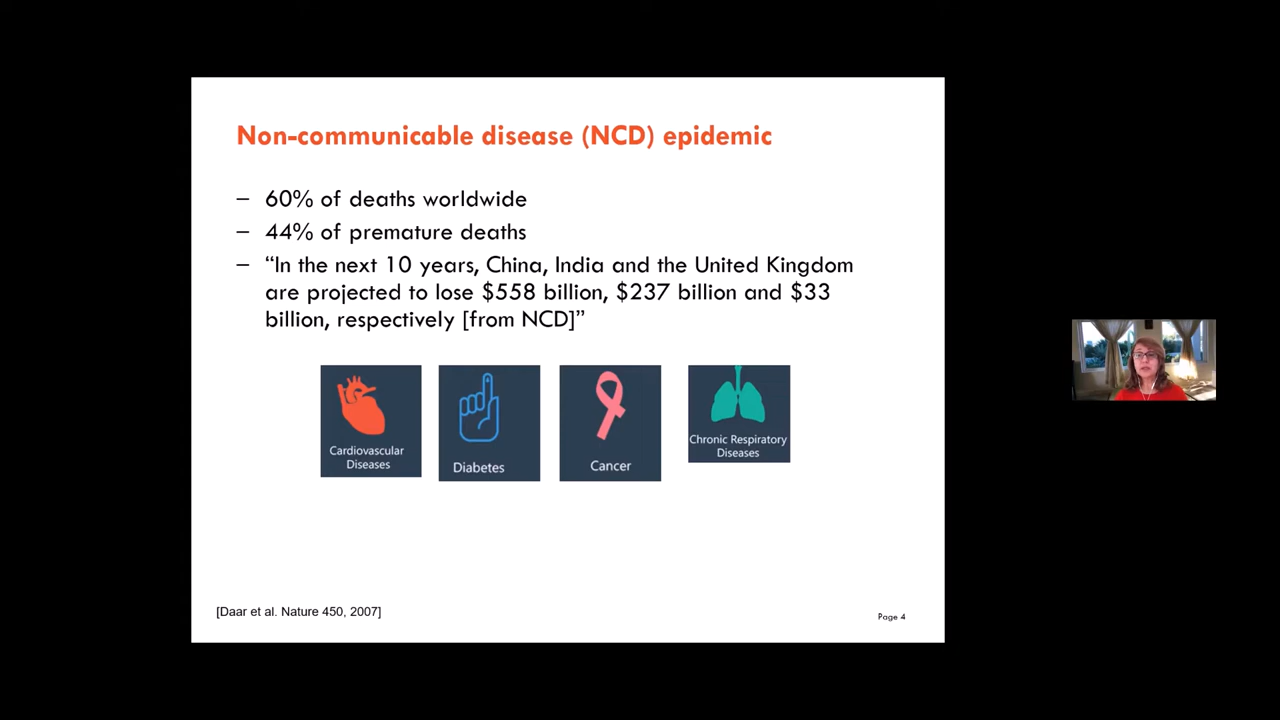 Non-communicable disease (NCD) epidemic
– 60% of deaths worldwide
– 44% of premature deaths
– “In the next 10 years, China, India and the United Kingdom
are projected to lose $558 billion, $237 billion and $33
billion, respectively [from NCD]”
Cardiovascular
Diseases
Diabetes
Cancer
Chronic Respiratory
Diseases
[Daar et al. Nature 450, 2007]
Page 4